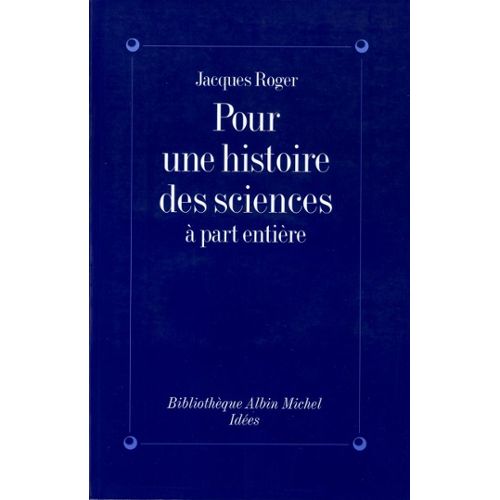 Jacques Roger
Pour
une histoire
des sciences
à part entière
Bibliothèque Albin Michel
Idées